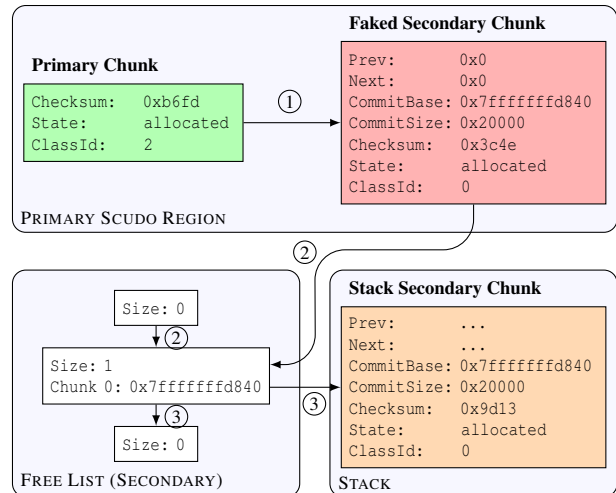 Faked Secondary Chunk
Primary Chunk
Checksum: 0xb6fd
State: allocated
ClassId: 2
①
Prev: 0x0
Next: 0x0
CommitBase: 0x7fffffffd840
CommitSize: 0x20000
Checksum: 0x3c4e
State: allocated
ClassId: 0
PRIMARY SCUDO REGION
②
Size: 0
②
Size: 1
Chunk 0: 0x7fffffffd840
③
Size: 0
FREE LIST (SECONDARY)
③
Stack Secondary Chunk
Prev: ...
Next: ...
CommitBase: 0x7fffffffd840
CommitSize: 0x20000
Checksum: 0x9d13
State: allocated
ClassId: 0
STACK